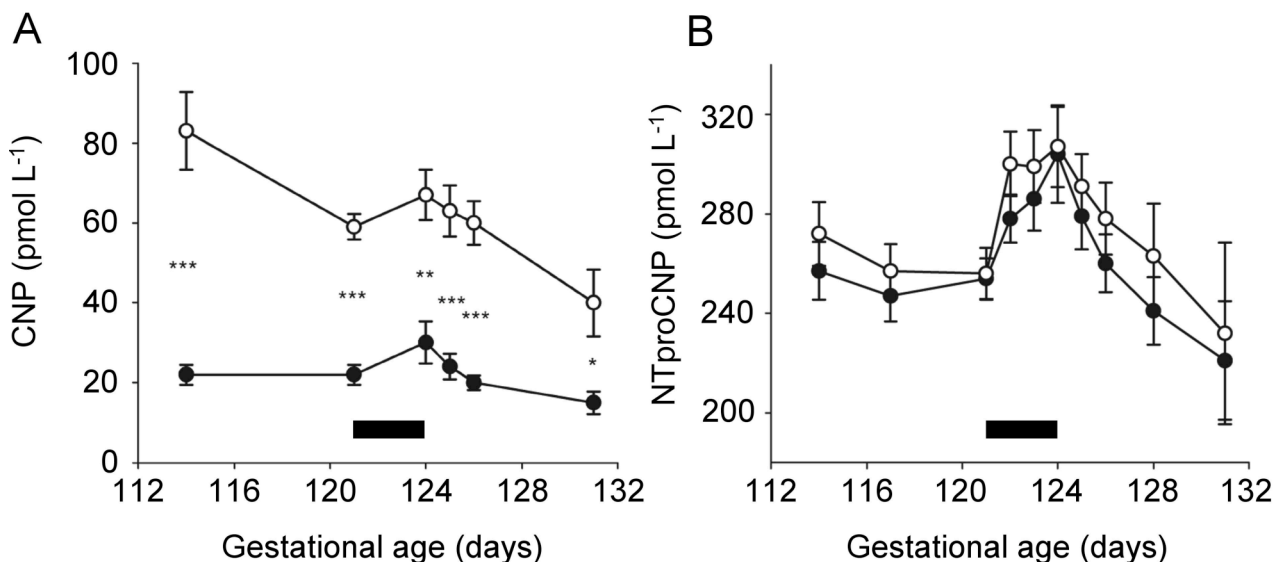 A
CNP (pmol L⁻¹)
100
80
60
40
20
0
***
***
**
***
***
*
112 116 120 124 128 132
Gestational age (days)
B
NTproCNP (pmol L⁻¹)
320
280
240
200
112 116 120 124 128 132
Gestational age (days)